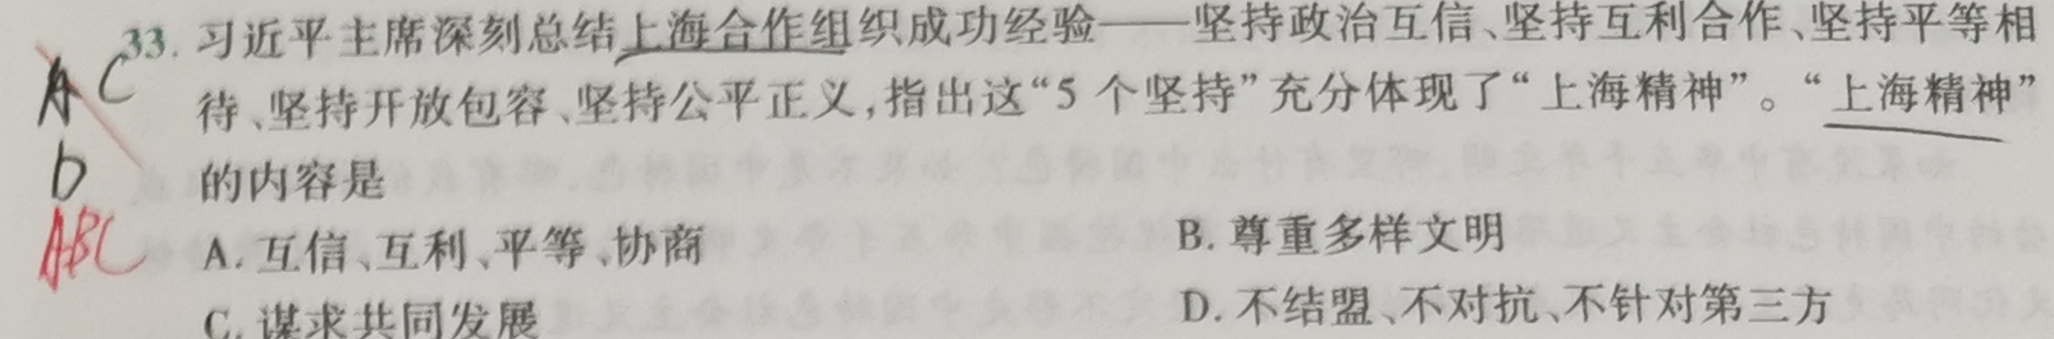 33. 习近平主席深刻总结上海合作组织成功经验——坚持政治互信、坚持互利合作、坚持平等相
AC
待、坚持开放包容、坚持公平正义,指出这“5个坚持”充分体现了“上海精神”。“上海精神”
D
的内容是
ABC
A. 互信、互利、平等、协商
B. 尊重多样文明
C. 谋求共同发展
D. 不结盟、不对抗、不针对第三方